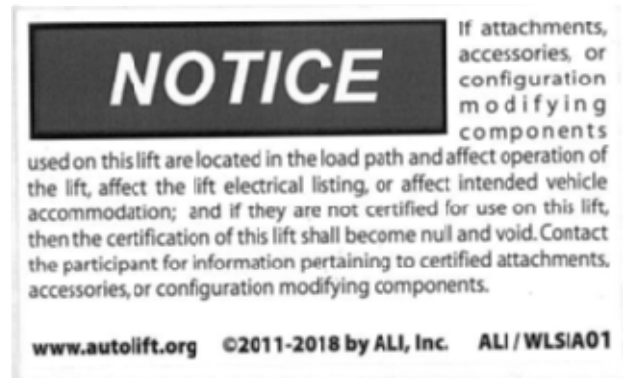 NOTICE
If attachments,
accessories, or
configuration
modifying
components
used on this lift are located in the load path and affect operation of
the lift, affect the lift electrical listing, or affect intended vehicle
accommodation; and if they are not certified for use on this lift,
then the certification of this lift shall become null and void. Contact
the participant for information pertaining to certified attachments,
accessories, or configuration modifying components.
www.autolift.org ©2011-2018 by ALI, Inc. ALI / WLSIA01